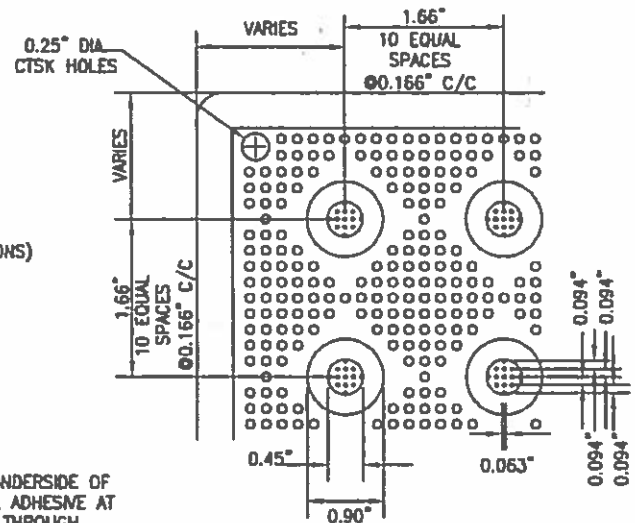 VARIES
1.66"
10 EQUAL
SPACES
@0.166" C/C
0.25" DIA
CTSK HOLES
VARIES
ONS)
1.66"
10 EQUAL
SPACES
@0.166" C/C
0.094"
0.094"
0.45"
0.063"
0.094"
0.094"
0.90"
UNDERSIDE OF
ADHESIVE AT
THROUGH